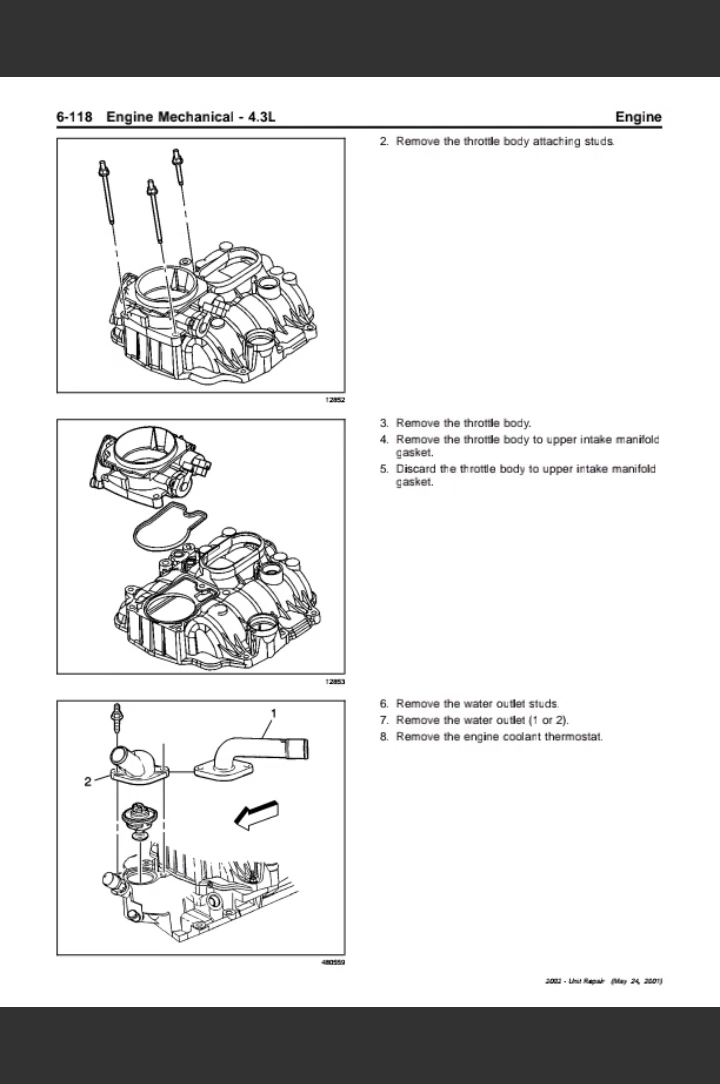 6-118 Engine Mechanical - 4.3L Engine
2. Remove the throttle body attaching studs.
12852
3. Remove the throttle body.
4. Remove the throttle body to upper intake manifold
gasket.
5. Discard the throttle body to upper intake manifold
gasket.
12853
6. Remove the water outlet studs.
7. Remove the water outlet (1 or 2).
8. Remove the engine coolant thermostat.
1
2
480559
2002 - Unit Repair (May 24, 2001)